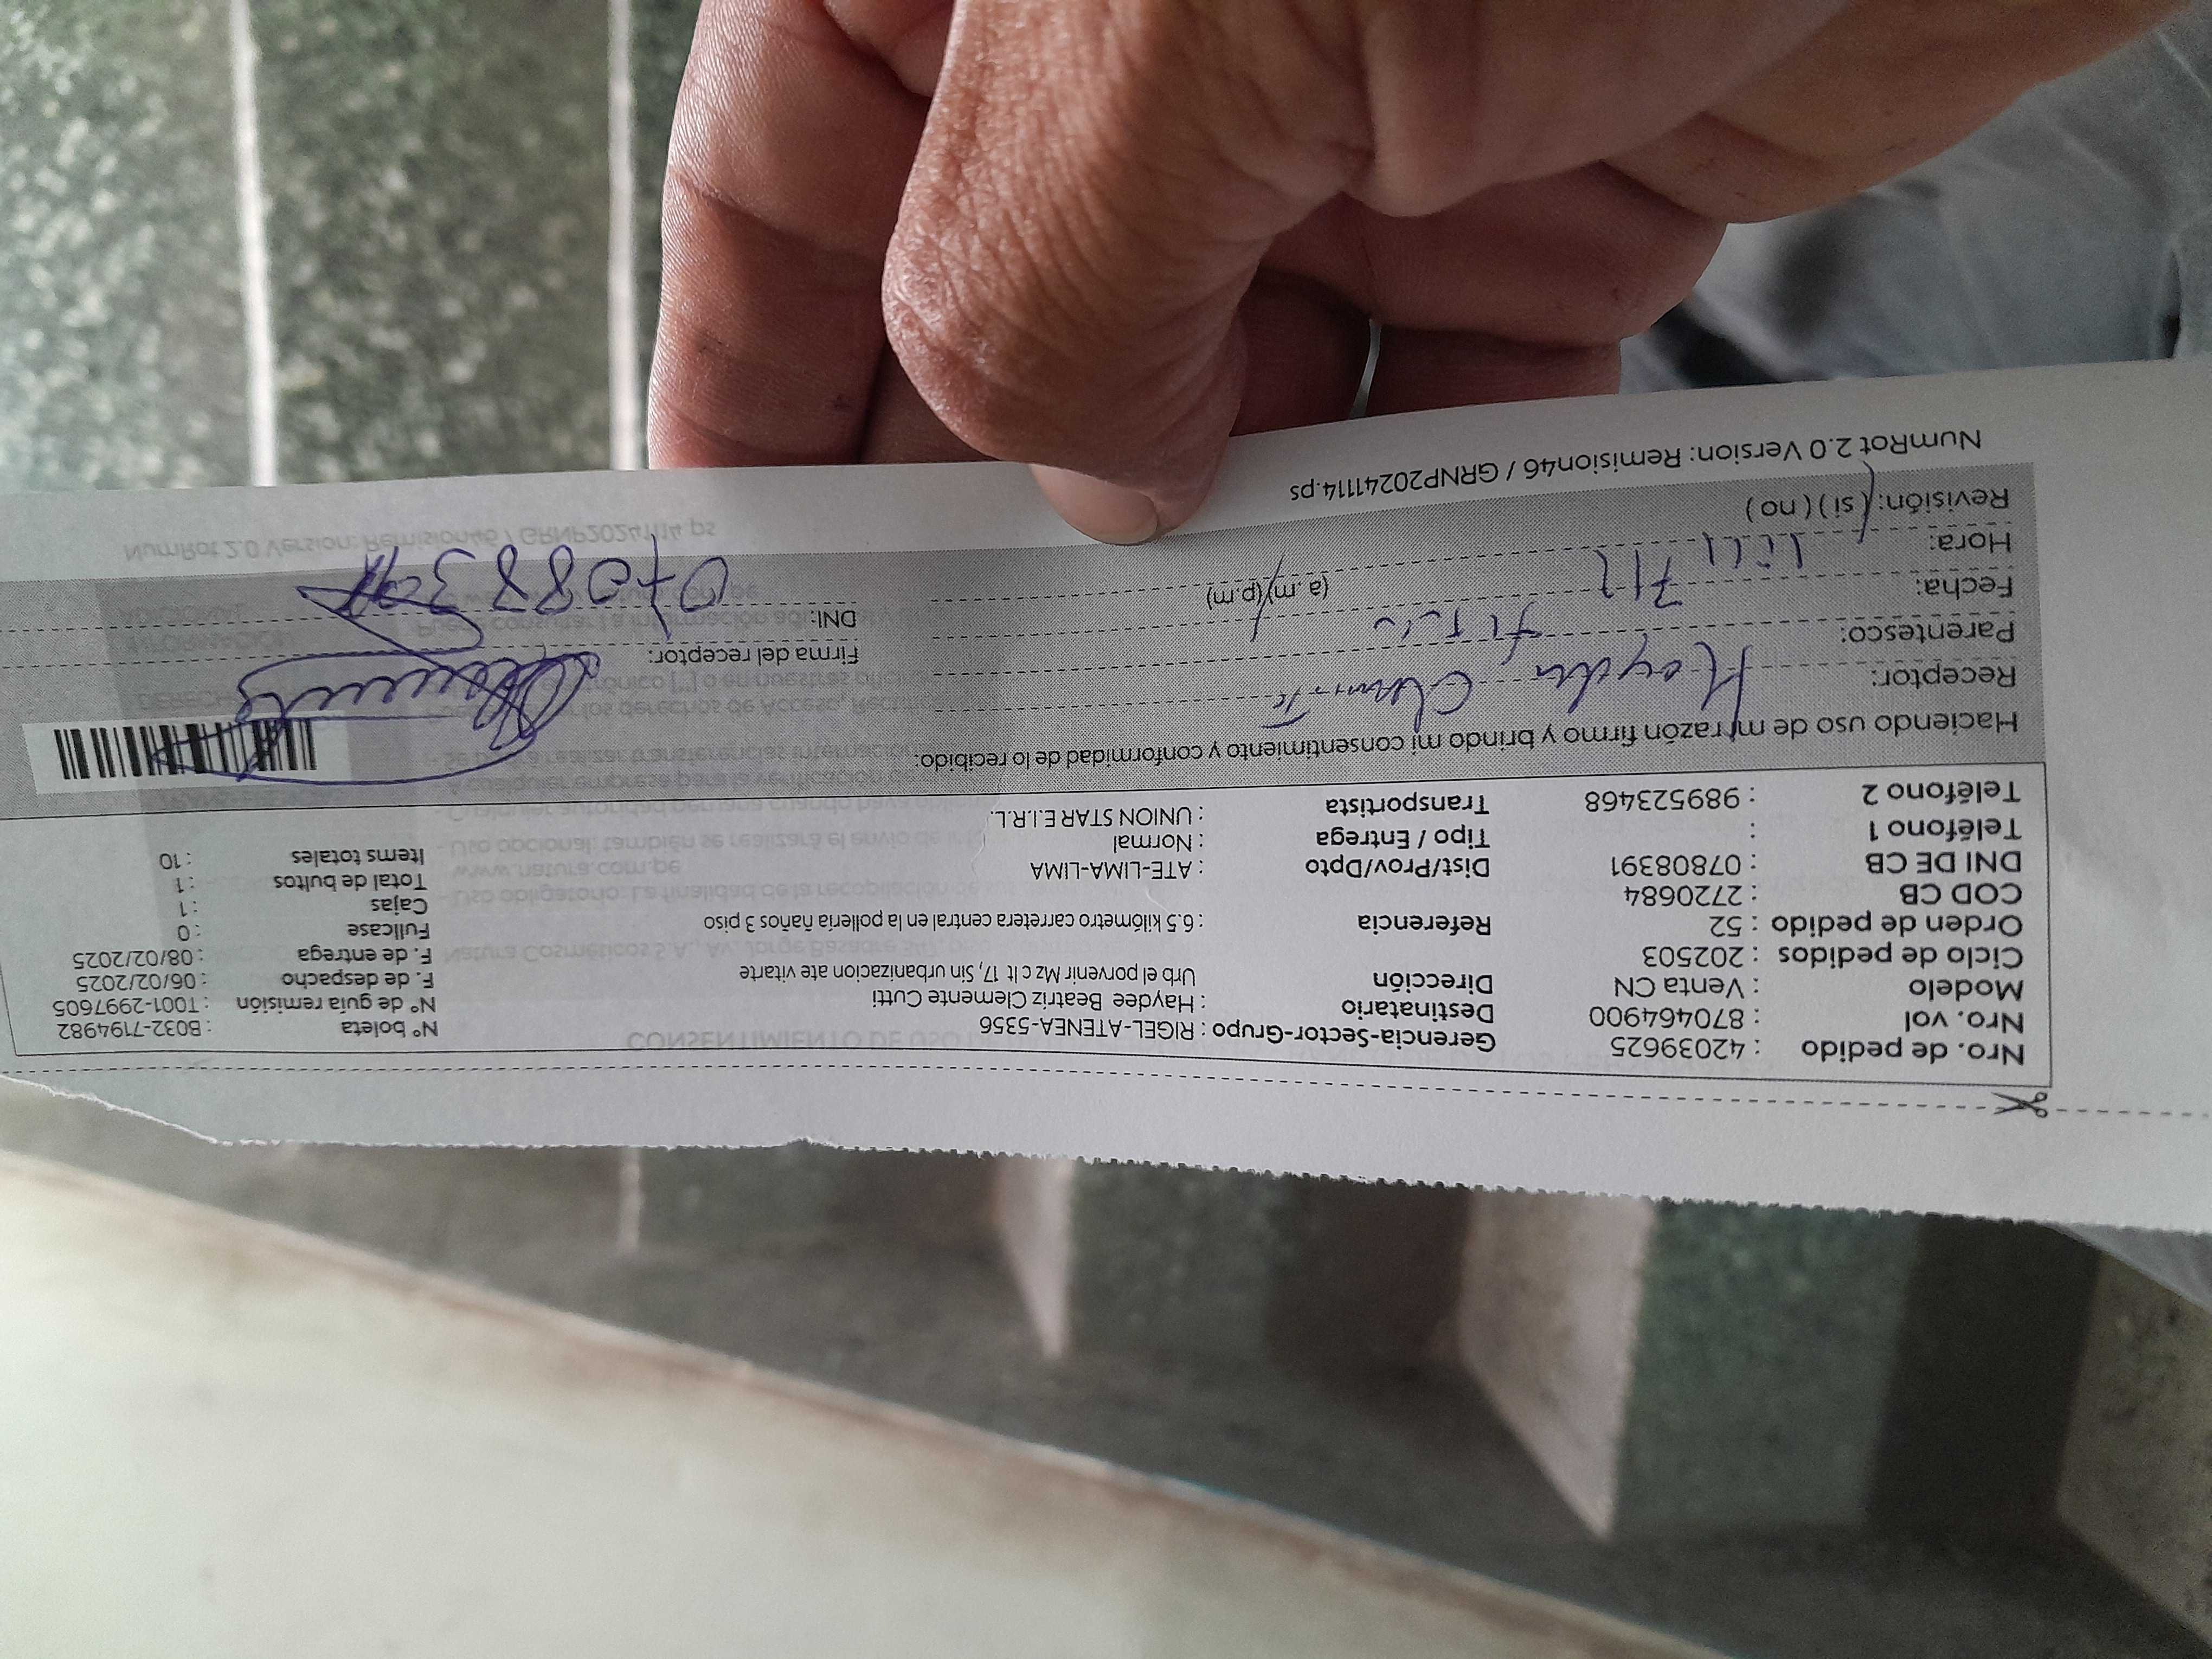 Nro. de pedido : 42039625
Nro. vol : 870464900
Modelo : Venta CN
Ciclo de pedidos : 202503
Orden de pedido : 52
COD CB : 2720684
DNI DE CB : 07808391
Teléfono 1 :
Teléfono 2 : 989523468
Gerencia-Sector-Grupo : RIGEL-ATENEA-5356
Destinatario : Haydee Beatriz Clemente Cutti
Dirección Urb el porvenir Mz c lt 17, Sin urbanizacion ate vitarte
Referencia : 6.5 kilómetro carretera central en la polleria ñaños 3 piso
Dist/Prov/Dpto : ATE-LIMA-LIMA
Tipo / Entrega : Normal
Transportista : UNION STAR E.I.R.L.
N° boleta : B032-7194982
N° de guía remisión : T001-2997605
F. de despacho : 06/02/2025
F. de entrega : 08/02/2025
Fullcase : 0
Cajas : 1
Total de bultos : 1
Items totales : 10
Haciendo uso de mi razón firmo y brindo mi consentimiento y conformidad de lo recibido:
Receptor:
Parentesco:
Fecha: 7/2
Hora: (a.m) (p.m)
Revisión: ( si ) ( no )
Firma del receptor:
DNI:
NumRot 2.0 Version: Remision46 / GRNP20241114.ps